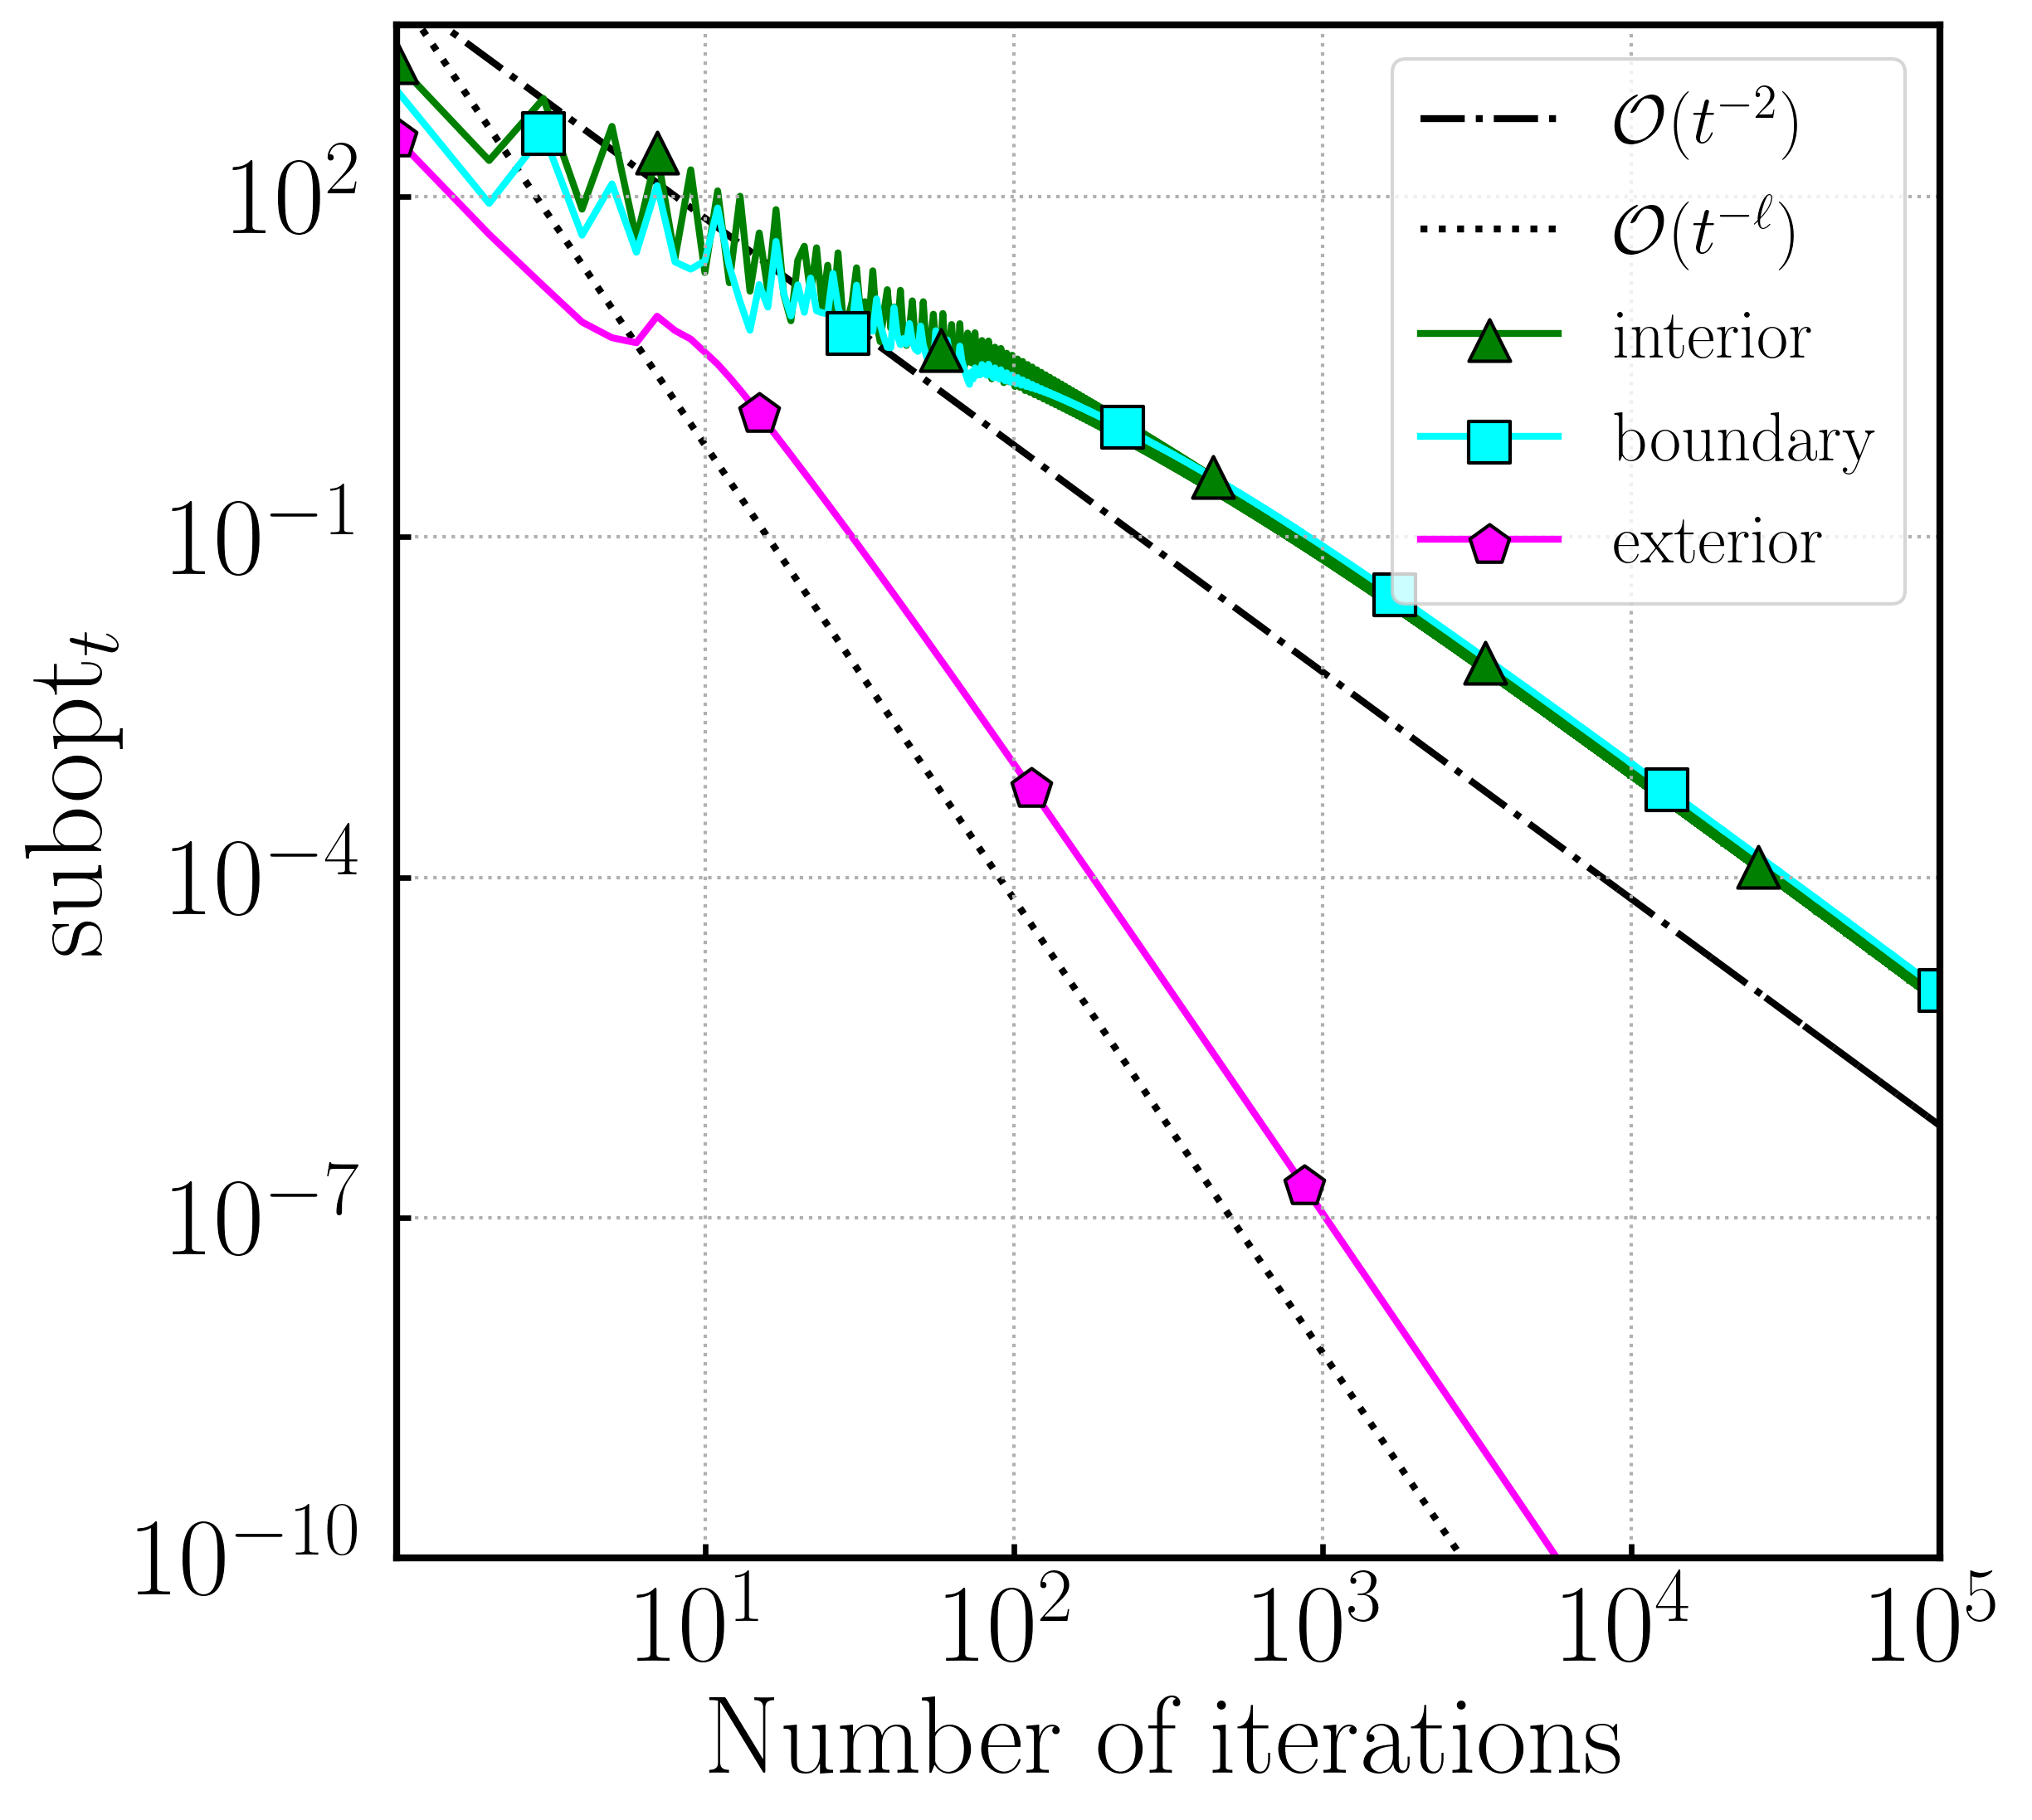 subopt_t
10^2
10^{-1}
10^{-4}
10^{-7}
10^{-10}
𝒪(t^{-2})
𝒪(t^{-ℓ})
interior
boundary
exterior
10^1 10^2 10^3 10^4 10^5
Number of iterations